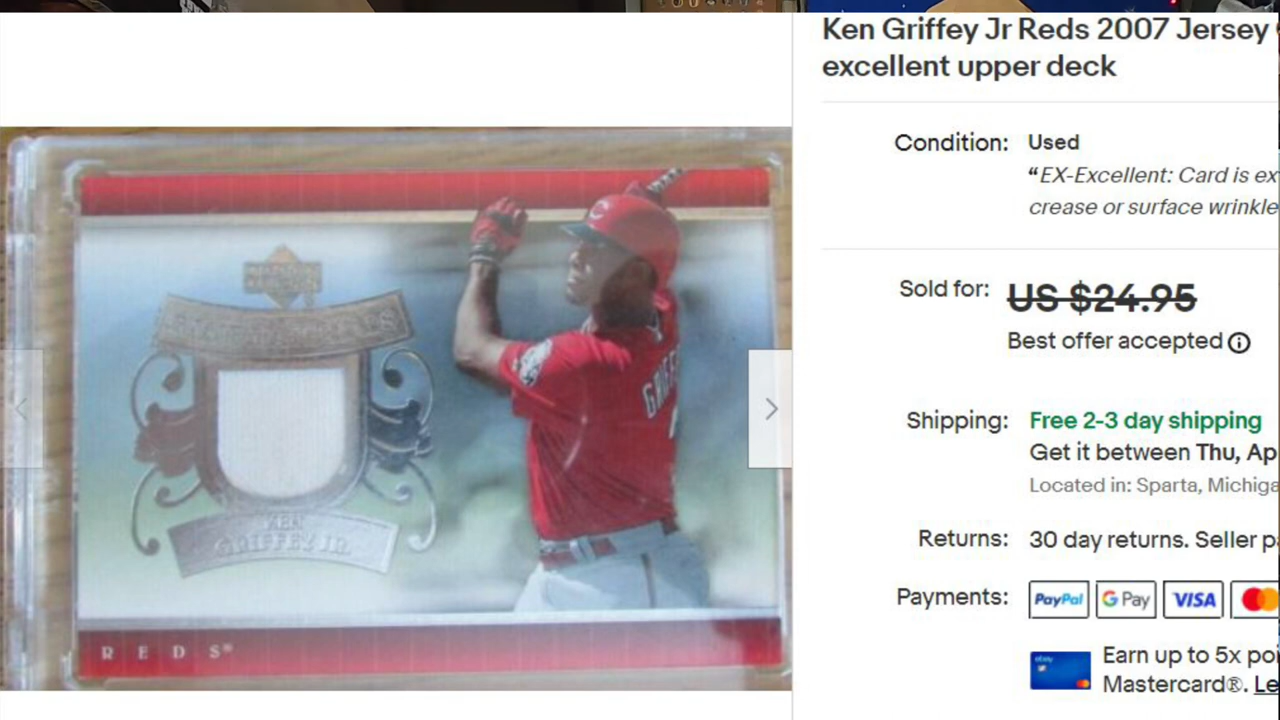 Ken Griffey Jr Reds 2007 Jersey
excellent upper deck
Condition: Used
“EX-Excellent: Card is ex
crease or surface wrinkle
Sold for: US $24.95
Best offer accepted
Shipping: Free 2-3 day shipping
Get it between Thu, Ap
Located in: Sparta, Michiga
Returns: 30 day returns. Seller pa
Payments: PayPal G Pay VISA
ebay
Earn up to 5x poi
Mastercard®. Le
KEN
GRIFFEY JR.
REDS®